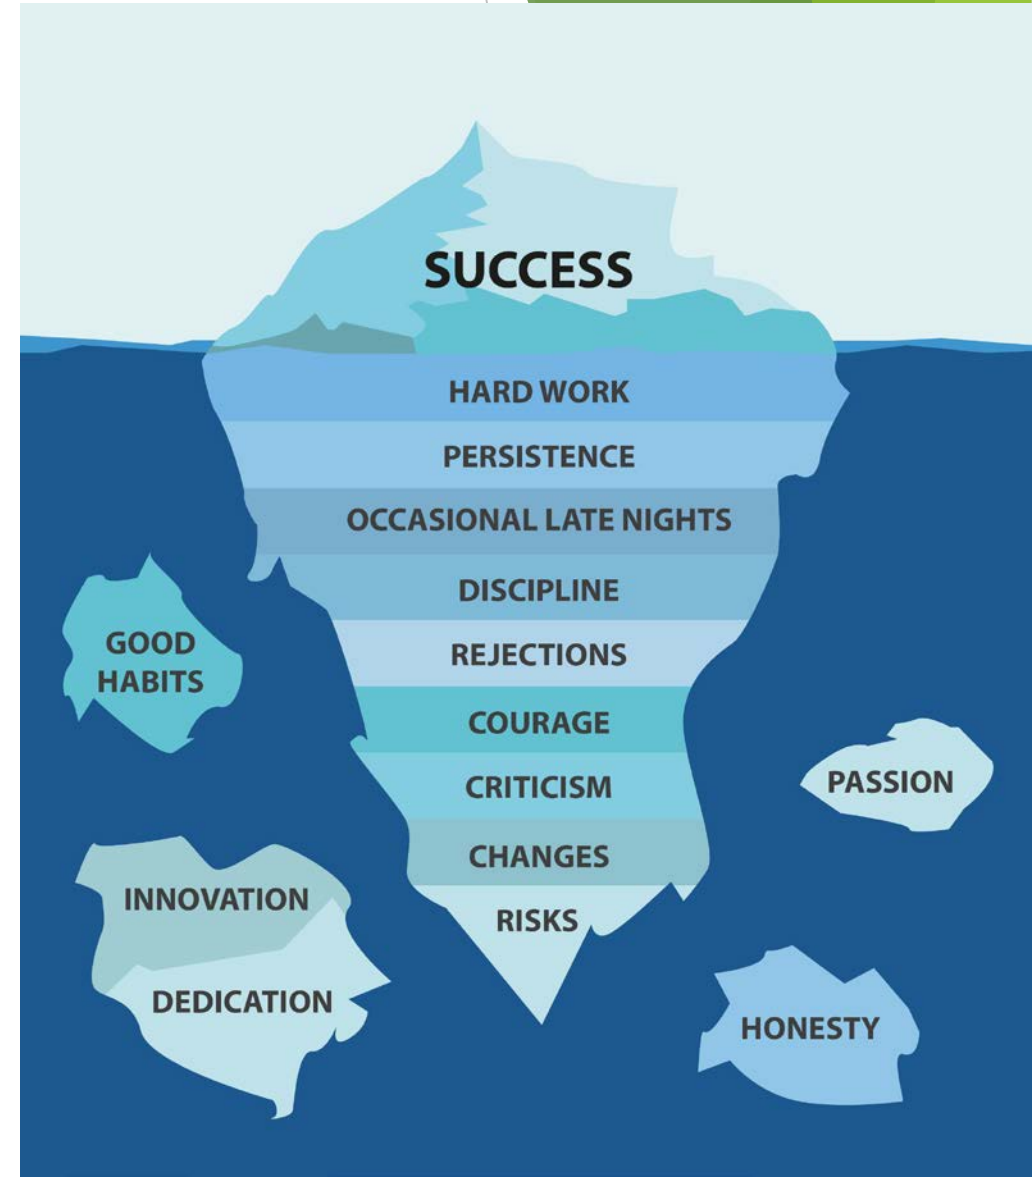 SUCCESS
HARD WORK
PERSISTENCE
OCCASIONAL LATE NIGHTS
DISCIPLINE
REJECTIONS
COURAGE
CRITICISM
CHANGES
RISKS
GOOD
HABITS
INNOVATION
DEDICATION
PASSION
HONESTY